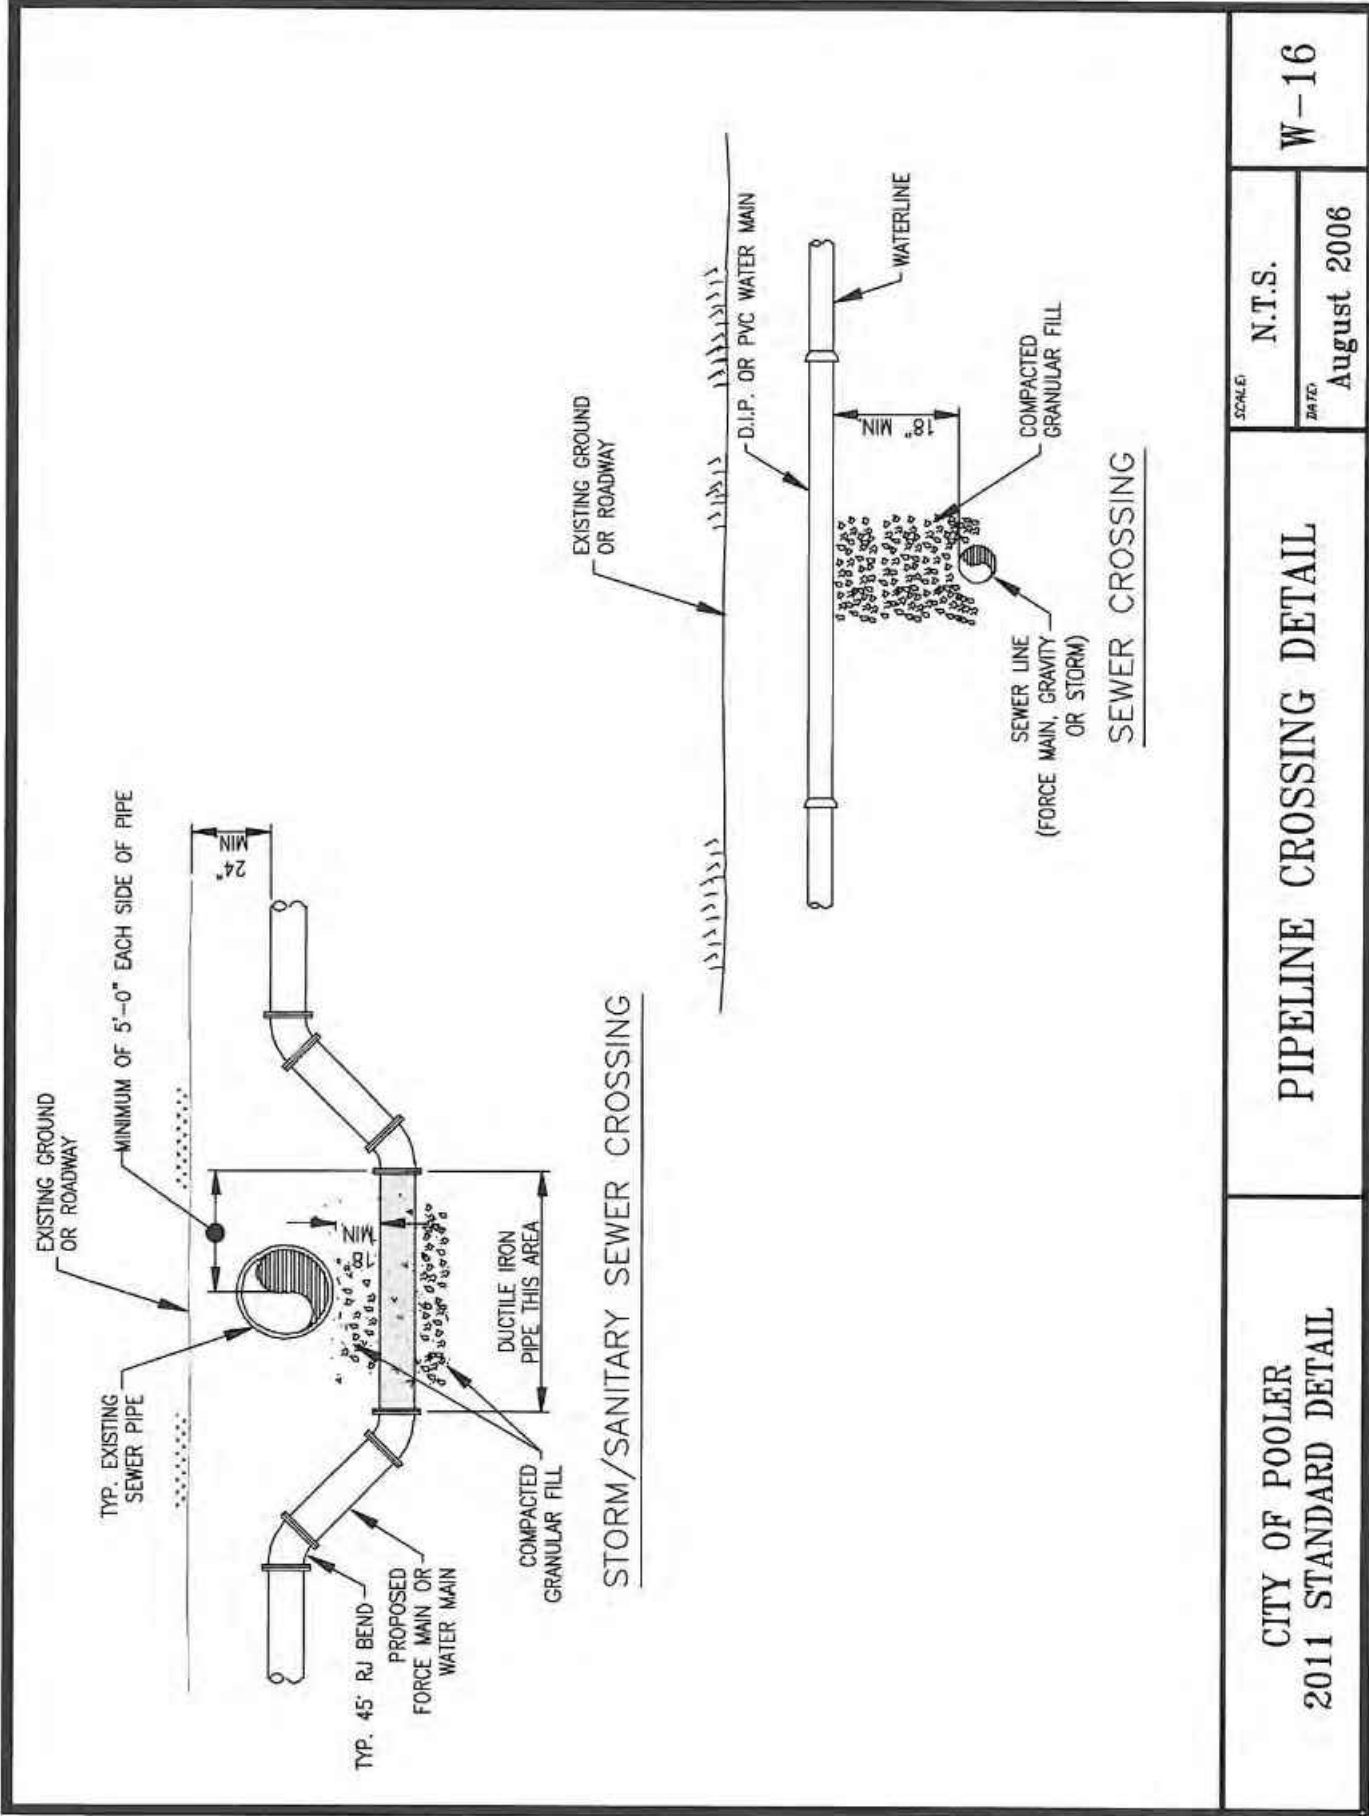 EXISTING GROUND
OR ROADWAY
MINIMUM OF 5'-0" EACH SIDE OF PIPE
TYP. EXISTING
SEWER PIPE
24"
MIN
18"
MIN.
TYP. 45° RJ BEND
PROPOSED
FORCE MAIN OR
WATER MAIN
DUCTILE IRON
PIPE THIS AREA
COMPACTED
GRANULAR FILL
STORM/SANITARY SEWER CROSSING
EXISTING GROUND
OR ROADWAY
D.I.P. OR PVC WATER MAIN
WATERLINE
18" MIN.
COMPACTED
GRANULAR FILL
SEWER LINE
(FORCE MAIN, GRAVITY
OR STORM)
SEWER CROSSING
CITY OF POOLER
2011 STANDARD DETAIL
PIPELINE CROSSING DETAIL
SCALE:
N.T.S.
DATE:
August 2006
W-16